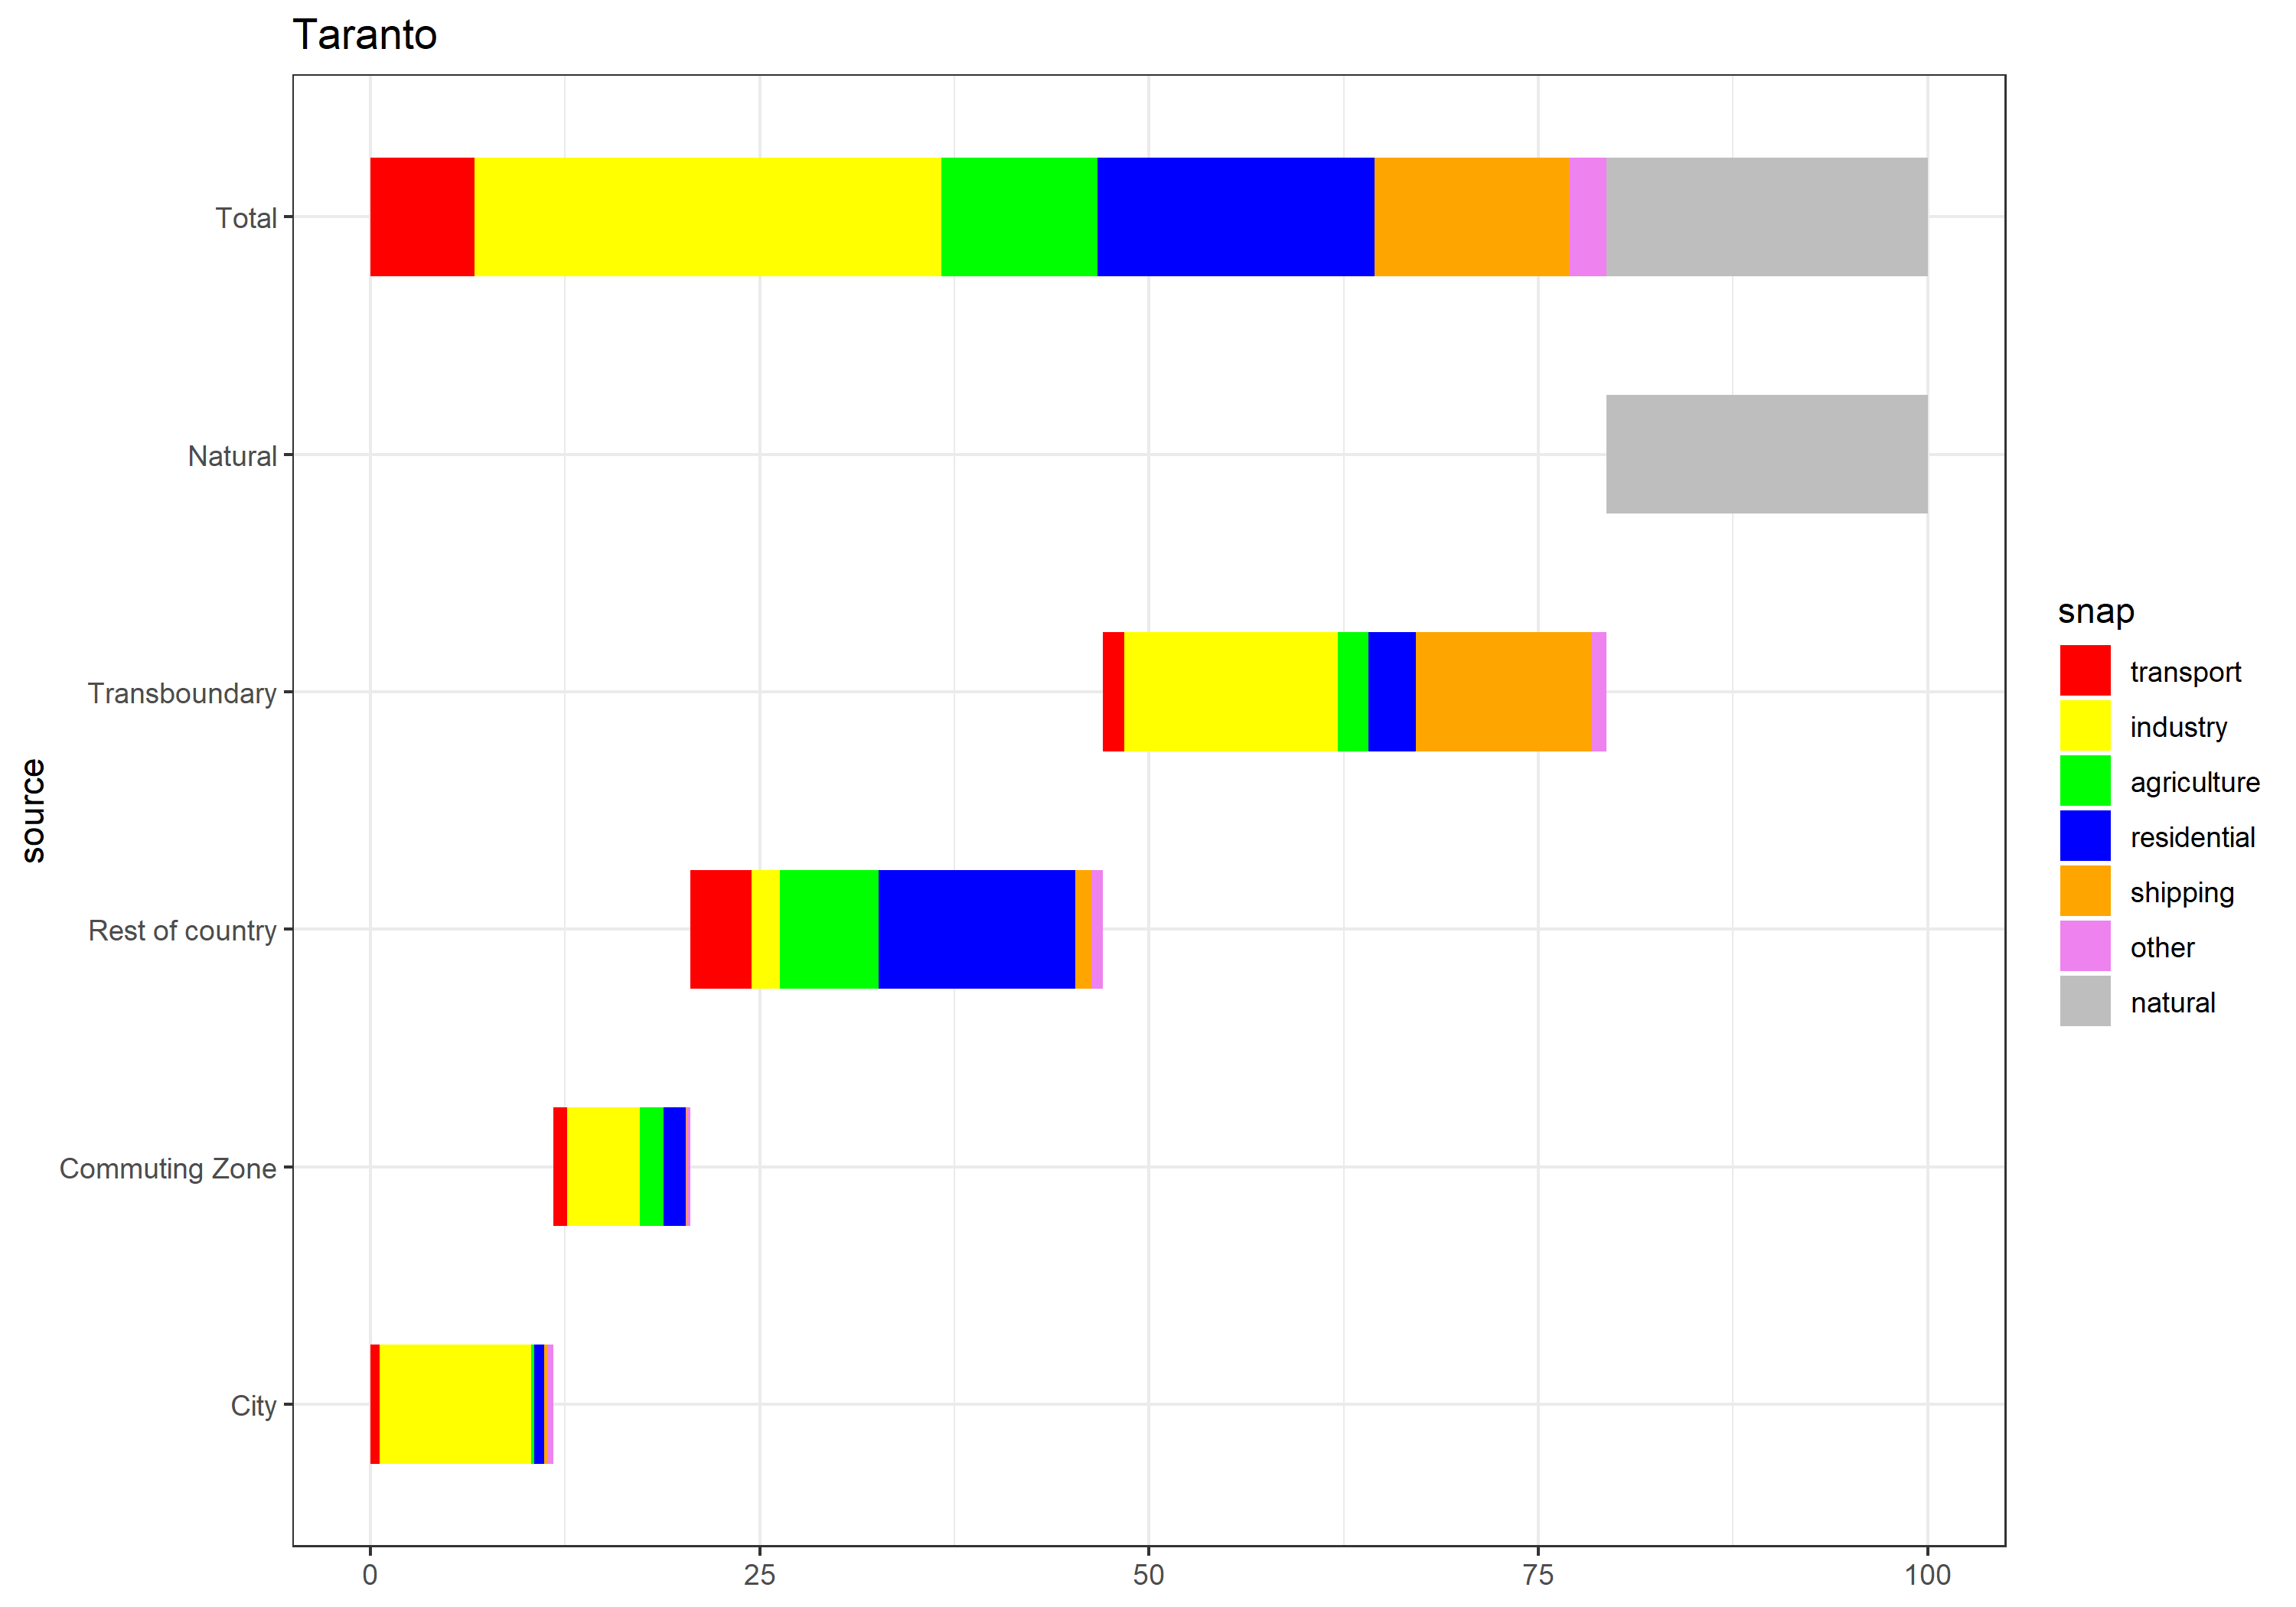 Taranto
Total
Natural
Transboundary
Rest of country
Commuting Zone
City
source
0 25 50 75 100
snap
transport
industry
agriculture
residential
shipping
other
natural